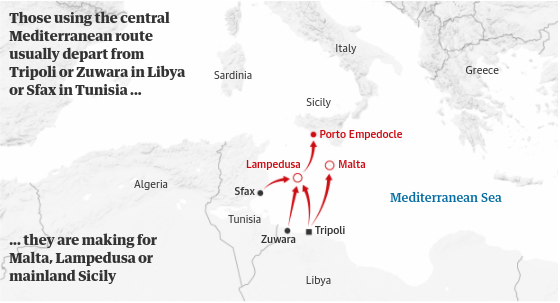 Those using the central
Mediterranean route
usually depart from
Tripoli or Zuwara in Libya
or Sfax in Tunisia ...
Italy
Sardinia
Greece
Sicily
Porto Empedocle
Lampedusa
Malta
Algeria
Sfax
Mediterranean Sea
Tunisia
Tripoli
Zuwara
... they are making for
Malta, Lampedusa or
mainland Sicily
Libya